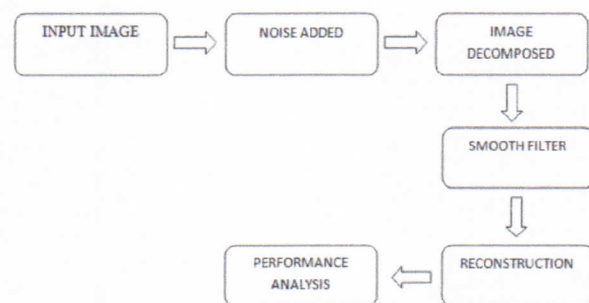 INPUT IMAGE
NOISE ADDED
IMAGE
DECOMPOSED
SMOOTH FILTER
RECONSTRUCTION
PERFORMANCE
ANALYSIS